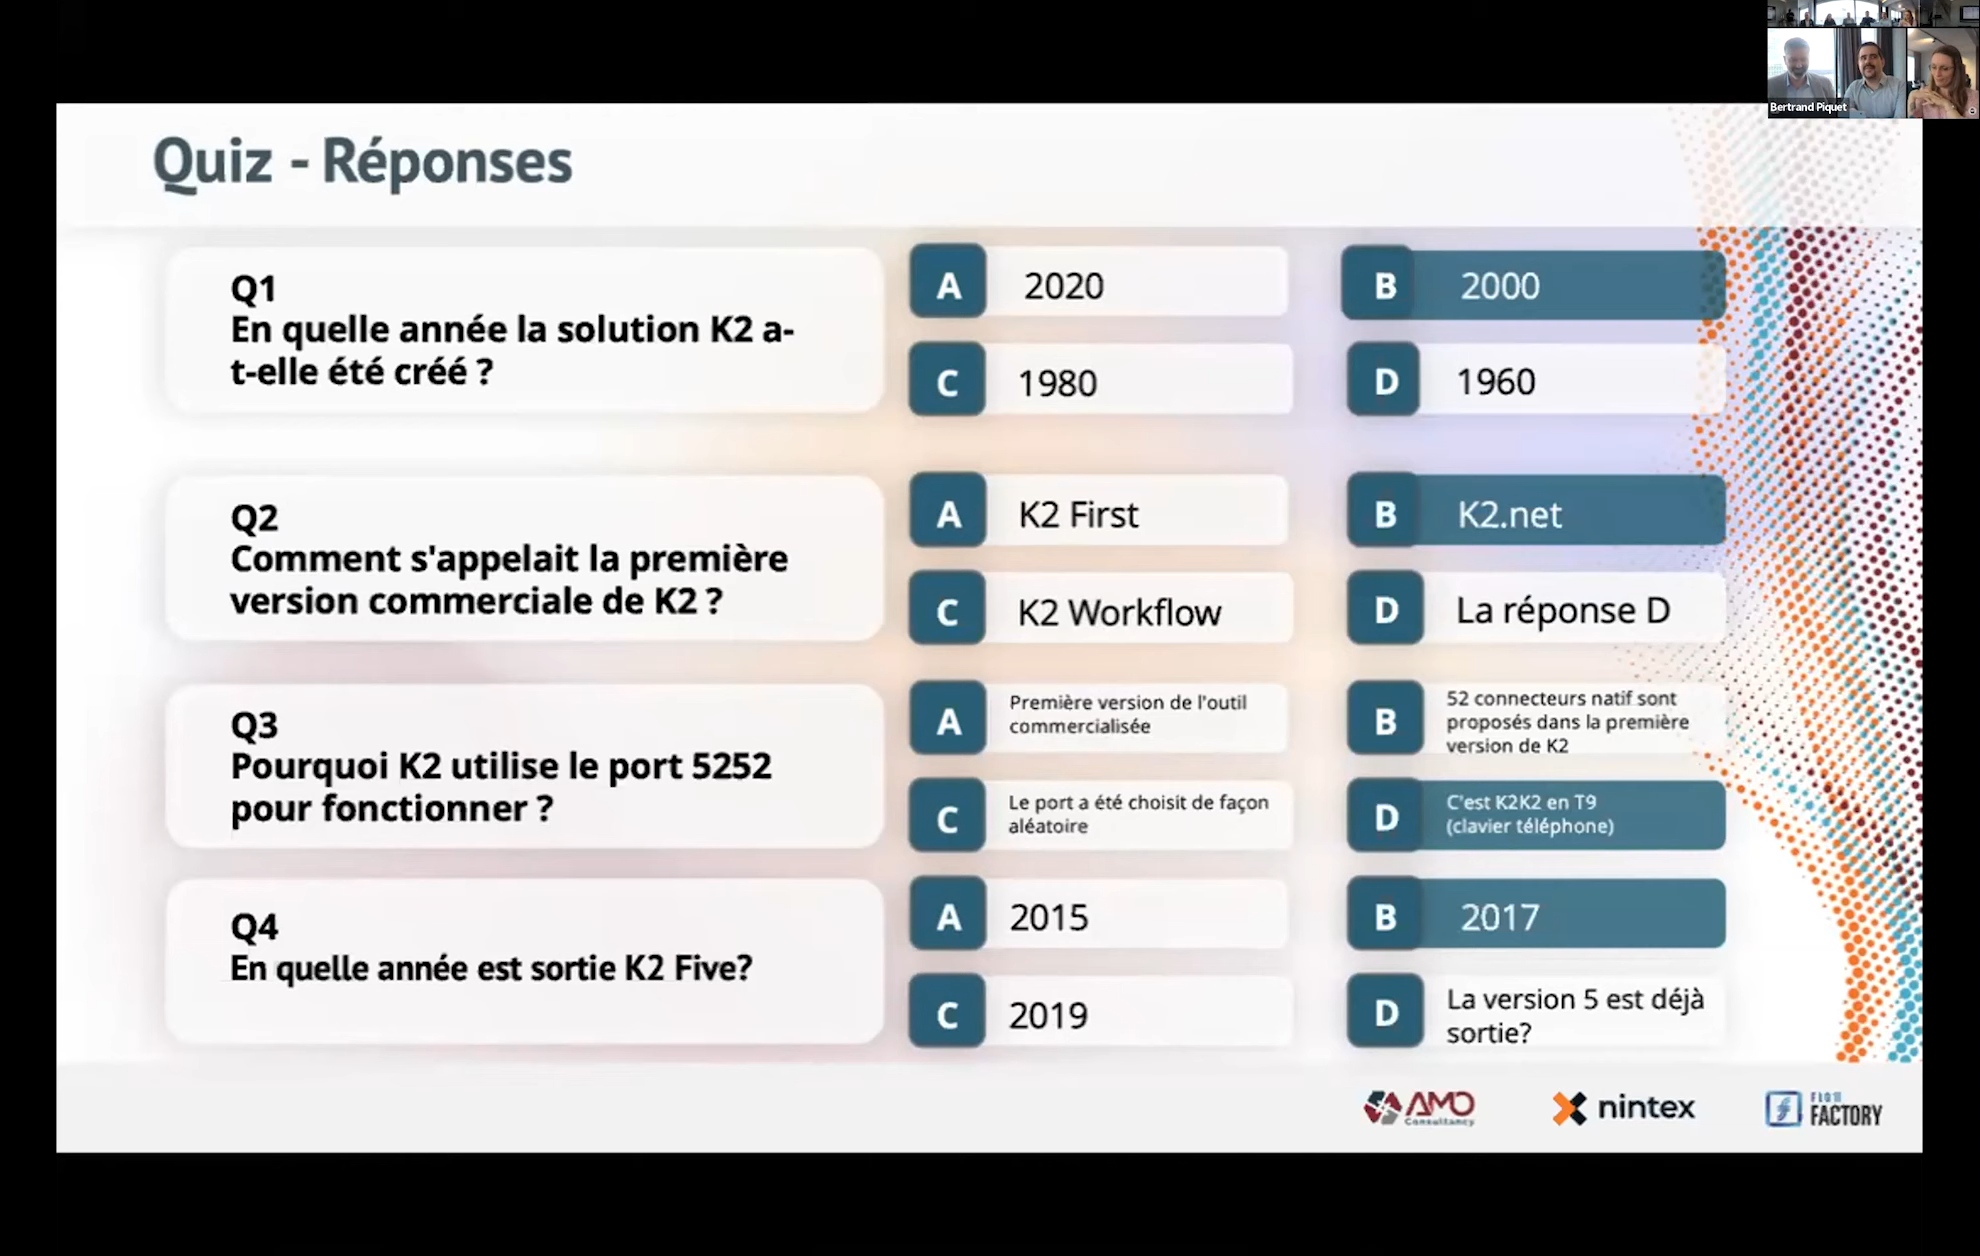 Bertrand Piquet
Quiz - Réponses
Q1
En quelle année la solution K2 a-
t-elle été créé ?
A
2020
B
2000
C
1980
D
1960
Q2
Comment s'appelait la première
version commerciale de K2 ?
A
K2 First
B
K2.net
C
K2 Workflow
D
La réponse D
Q3
Pourquoi K2 utilise le port 5252
pour fonctionner ?
A
Première version de l'outil
commercialisée
B
52 connecteurs natif sont
proposés dans la première
version de K2
C
Le port a été choisit de façon
aléatoire
D
C'est K2K2 en T9
(clavier téléphone)
Q4
En quelle année est sortie K2 Five?
A
2015
B
2017
C
2019
D
La version 5 est déjà
sortie?
AMO
Consultancy
nintex
FLOW
FACTORY